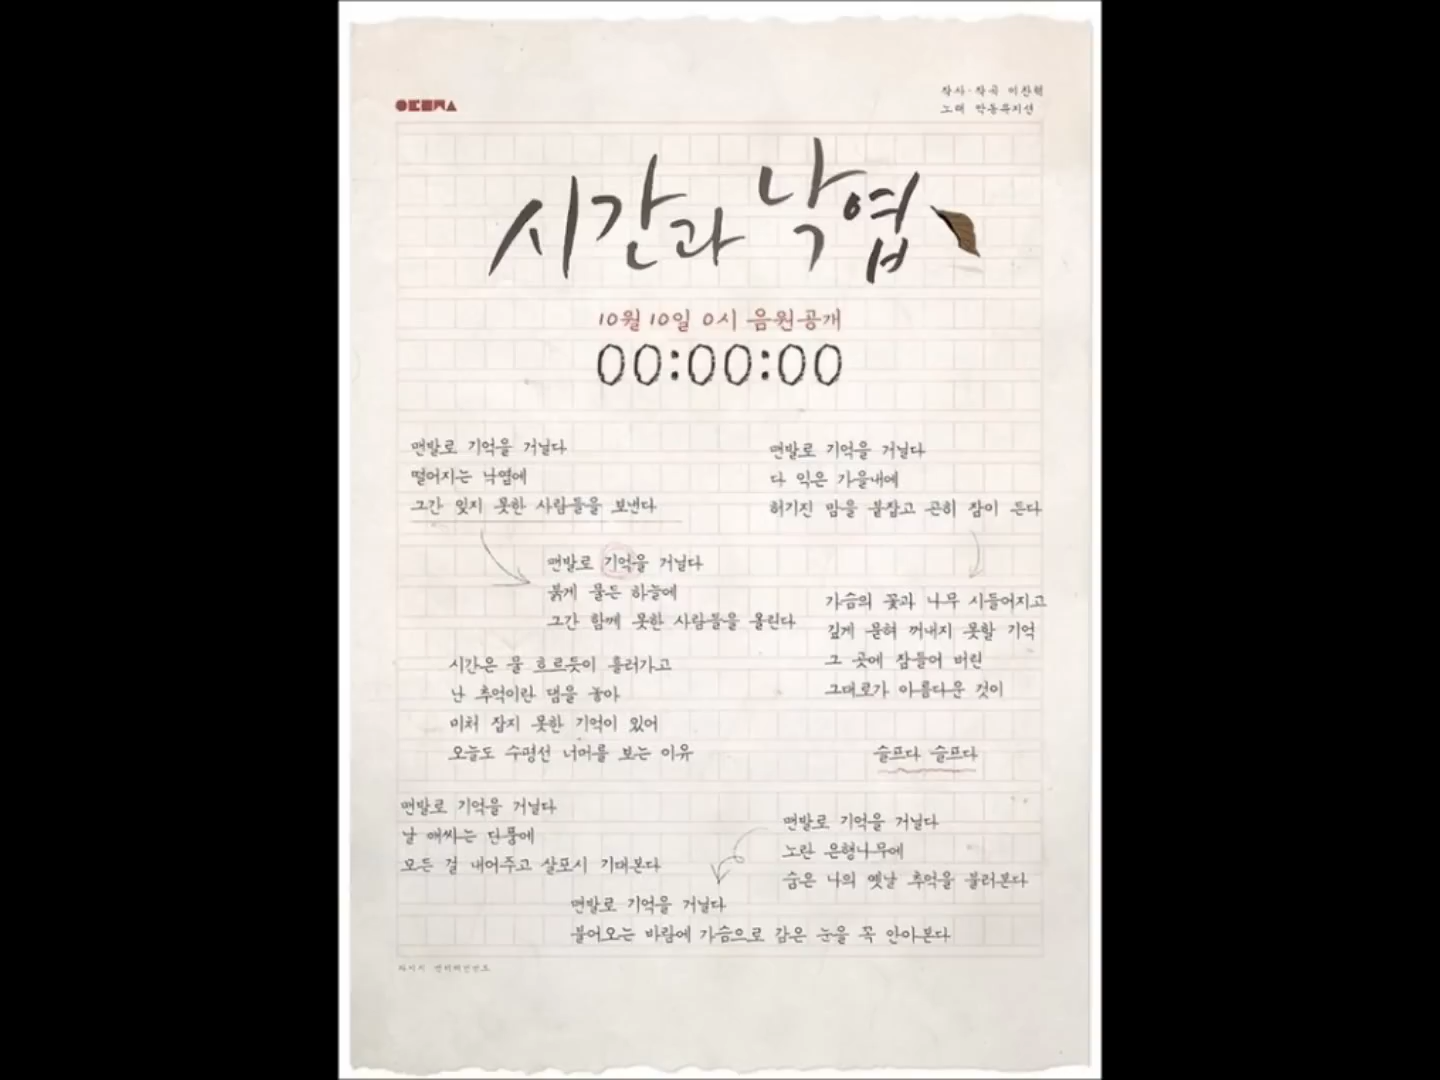 작사·작곡 이찬혁
노래 악동뮤지션
시간과 낙엽
10월 10일 0시 음원공개
00:00:00
맨발로 기억을 거닐다
떨어지는 낙엽에
그간 잊지 못한 사람들을 보낸다
맨발로 기억을 거닐다
붉게 물든 하늘에
그간 함께 못한 사람들을 올린다
시간은 물 흐르듯이 흘러가고
난 추억이란 댐을 놓아
미처 잡지 못한 기억이 있어
오늘도 수평선 너머를 보는 이유
맨발로 기억을 거닐다
다 익은 가을내에
허기진 맘을 붙잡고 곤히 잠이 든다
가슴의 꽃과 나무 시들어지고
깊게 묻혀 꺼내지 못할 기억
그 곳에 잠들어 버린
그대로가 아름다운 것이
슬프다 슬프다
맨발로 기억을 거닐다
날 애싸는 단풍에
모든 걸 내어주고 살포시 기대본다
맨발로 기억을 거닐다
노란 은행나무에
숨은 나의 옛날 추억을 불러본다
맨발로 기억을 거닐다
불어오는 바람에 가슴으로 감은 눈을 꼭 안아본다